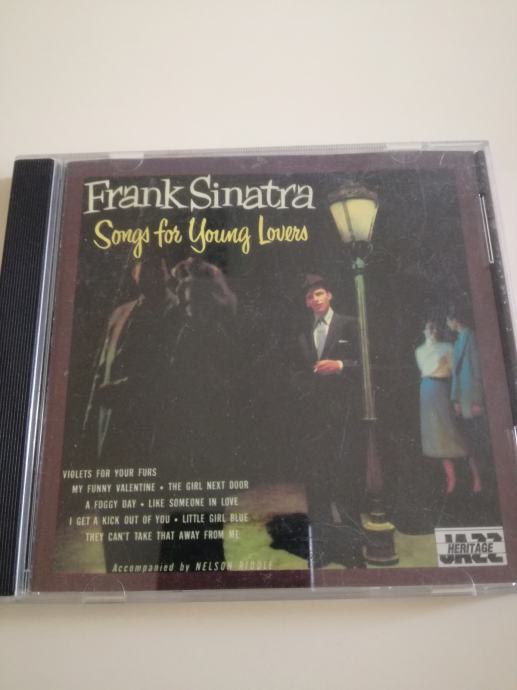 Frank Sinatra
Songs for Young Lovers
VIOLETS FOR YOUR FURS
MY FUNNY VALENTINE • THE GIRL NEXT DOOR
A FOGGY DAY • LIKE SOMEONE IN LOVE
I GET A KICK OUT OF YOU • LITTLE GIRL BLUE
THEY CAN'T TAKE THAT AWAY FROM ME
Accompanied by NELSON RIDDLE
JAZZ
HERITAGE